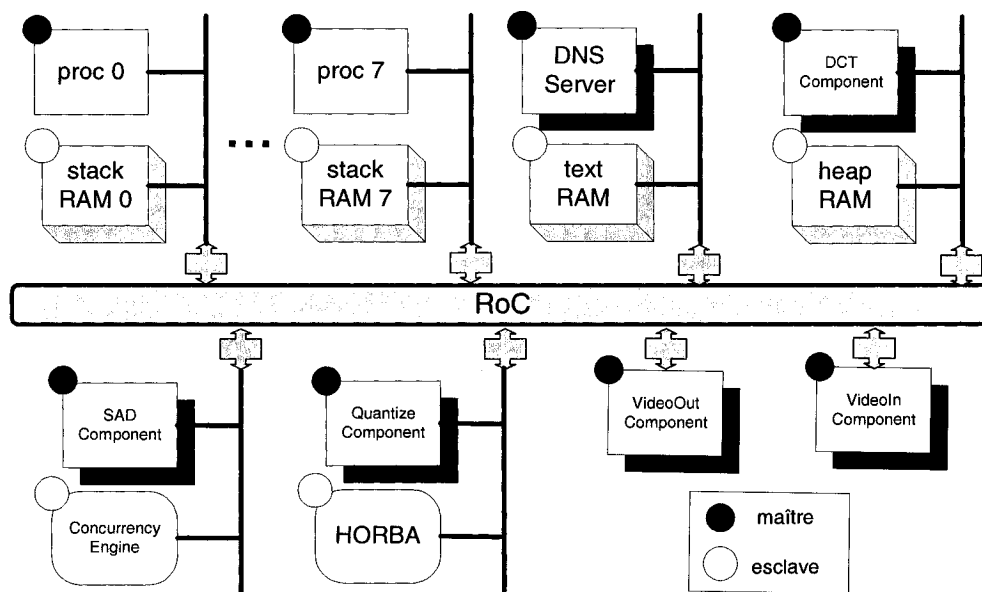 proc 0
proc 7
DNS
Server
DCT
Component
stack
RAM 0
...
stack
RAM 7
text
RAM
heap
RAM
RoC
SAD
Component
Quantize
Component
VideoOut
Component
VideoIn
Component
Concurrency
Engine
HORBA
maître
esclave